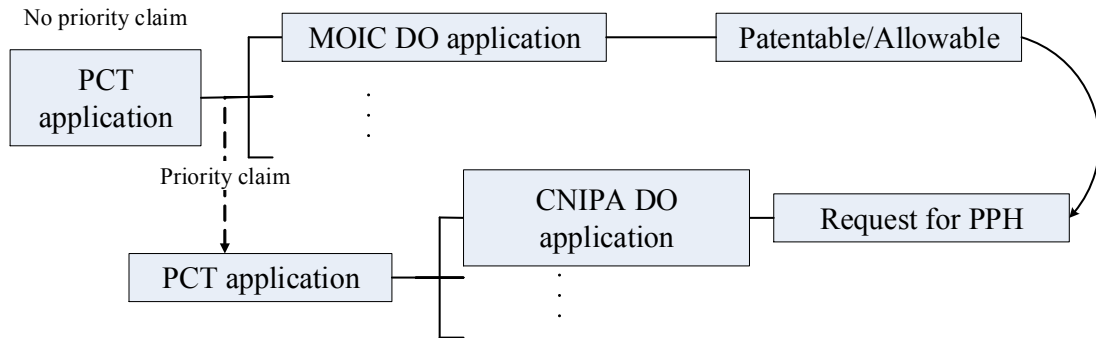 No priority claim
MOIC DO application
Patentable/Allowable
PCT
application
Priority claim
CNIPA DO
application
Request for PPH
PCT application